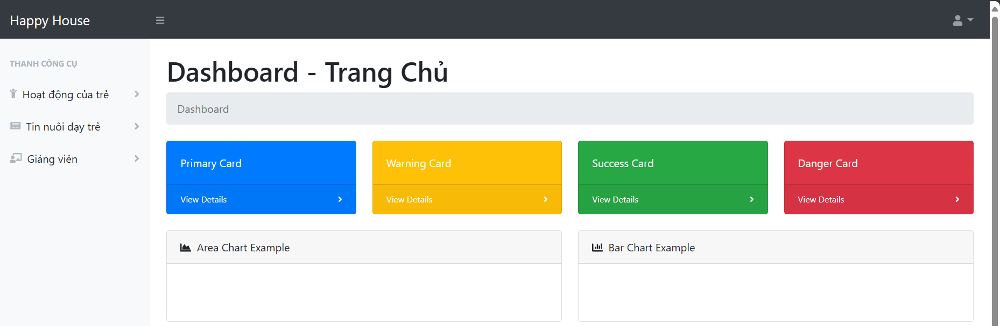 Happy House
THANH CÔNG CỤ
Hoạt động của trẻ
Tin nuôi dạy trẻ
Giảng viên
Dashboard - Trang Chủ
Dashboard
Primary Card
View Details
Warning Card
View Details
Success Card
View Details
Danger Card
View Details
Area Chart Example
Bar Chart Example